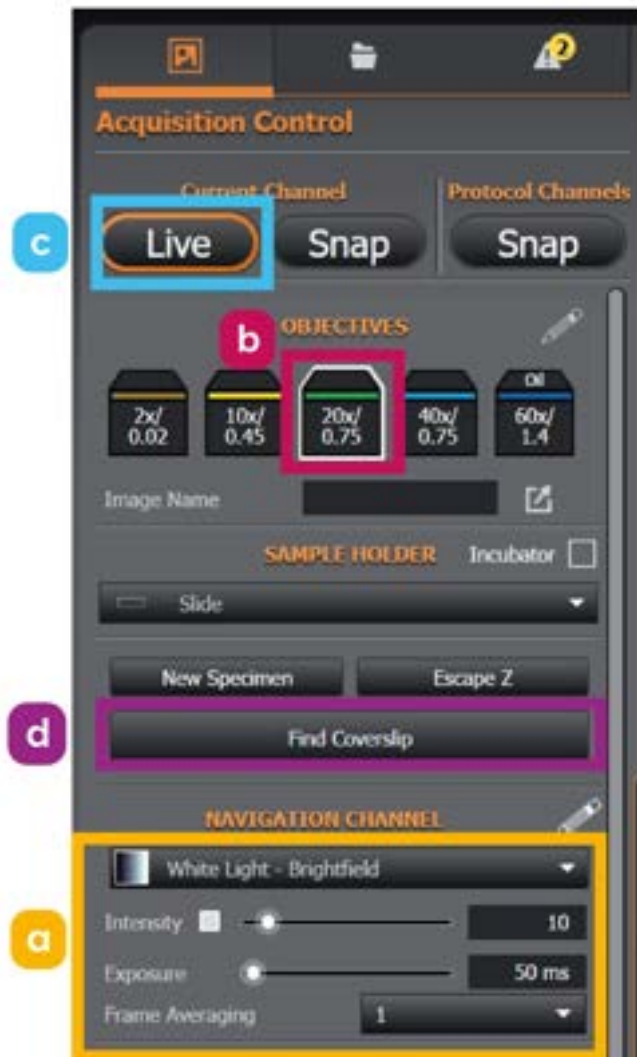 2
Acquisition Control
Current Channel Protocol Channels
c Live Snap Snap
b OBJECTIVES
2x/ 10x/ 20x/ 40x/ Oil 60x/
0.02 0.45 0.75 0.75 1.4
Image Name
SAMPLE HOLDER Incubator
Slide
New Specimen Escape Z
d Find Coverslip
NAVIGATION CHANNEL
White Light - Brightfield
a Intensity 10
Exposure 50 ms
Frame Averaging 1